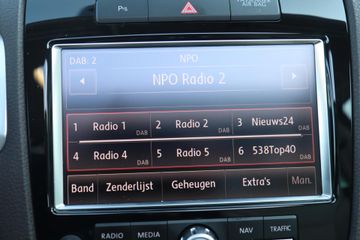 PASSENGER
AIR BAG
DAB: 2 NPO
NPO Radio 2
1 Radio 1 DAB 2 Radio 2 DAB 3 Nieuws24 DAB
4 Radio 4 DAB 5 Radio 5 DAB 6 538Top40 DAB
Band Zenderlijst Geheugen Extra's Man.
RADIO MEDIA NAV TRAFFIC